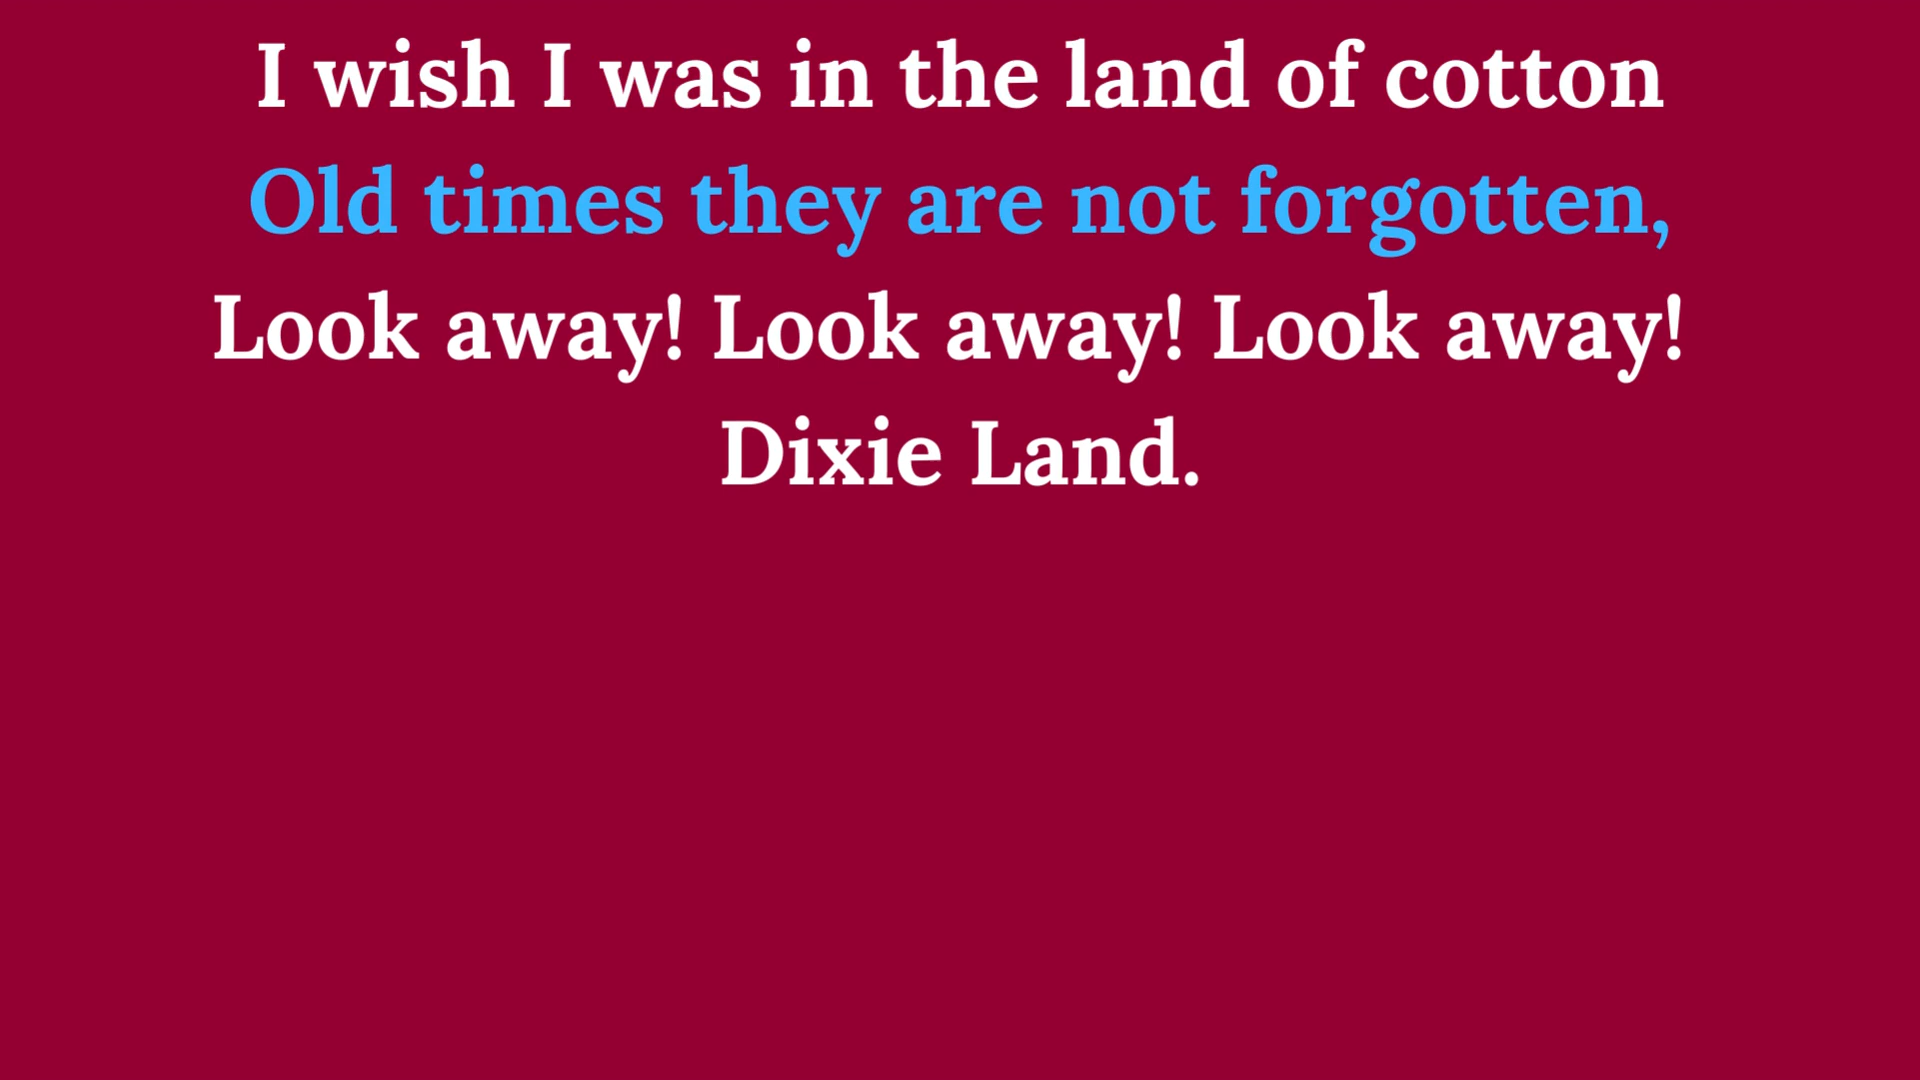 I wish I was in the land of cotton
Old times they are not forgotten,
Look away! Look away! Look away!
Dixie Land.